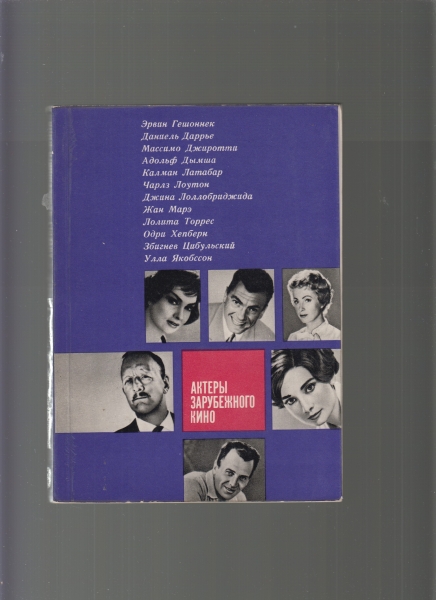 Эрвин Гешоннек
Даниель Даррье
Массимо Джиротти
Адольф Дымша
Калман Латабар
Чарлз Лоутон
Джина Лоллобриджида
Жан Марэ
Лолита Торрес
Одри Хепберн
Збигнев Цибульский
Улла Якобссон
АКТЕРЫ
ЗАРУБЕЖНОГО
КИНО